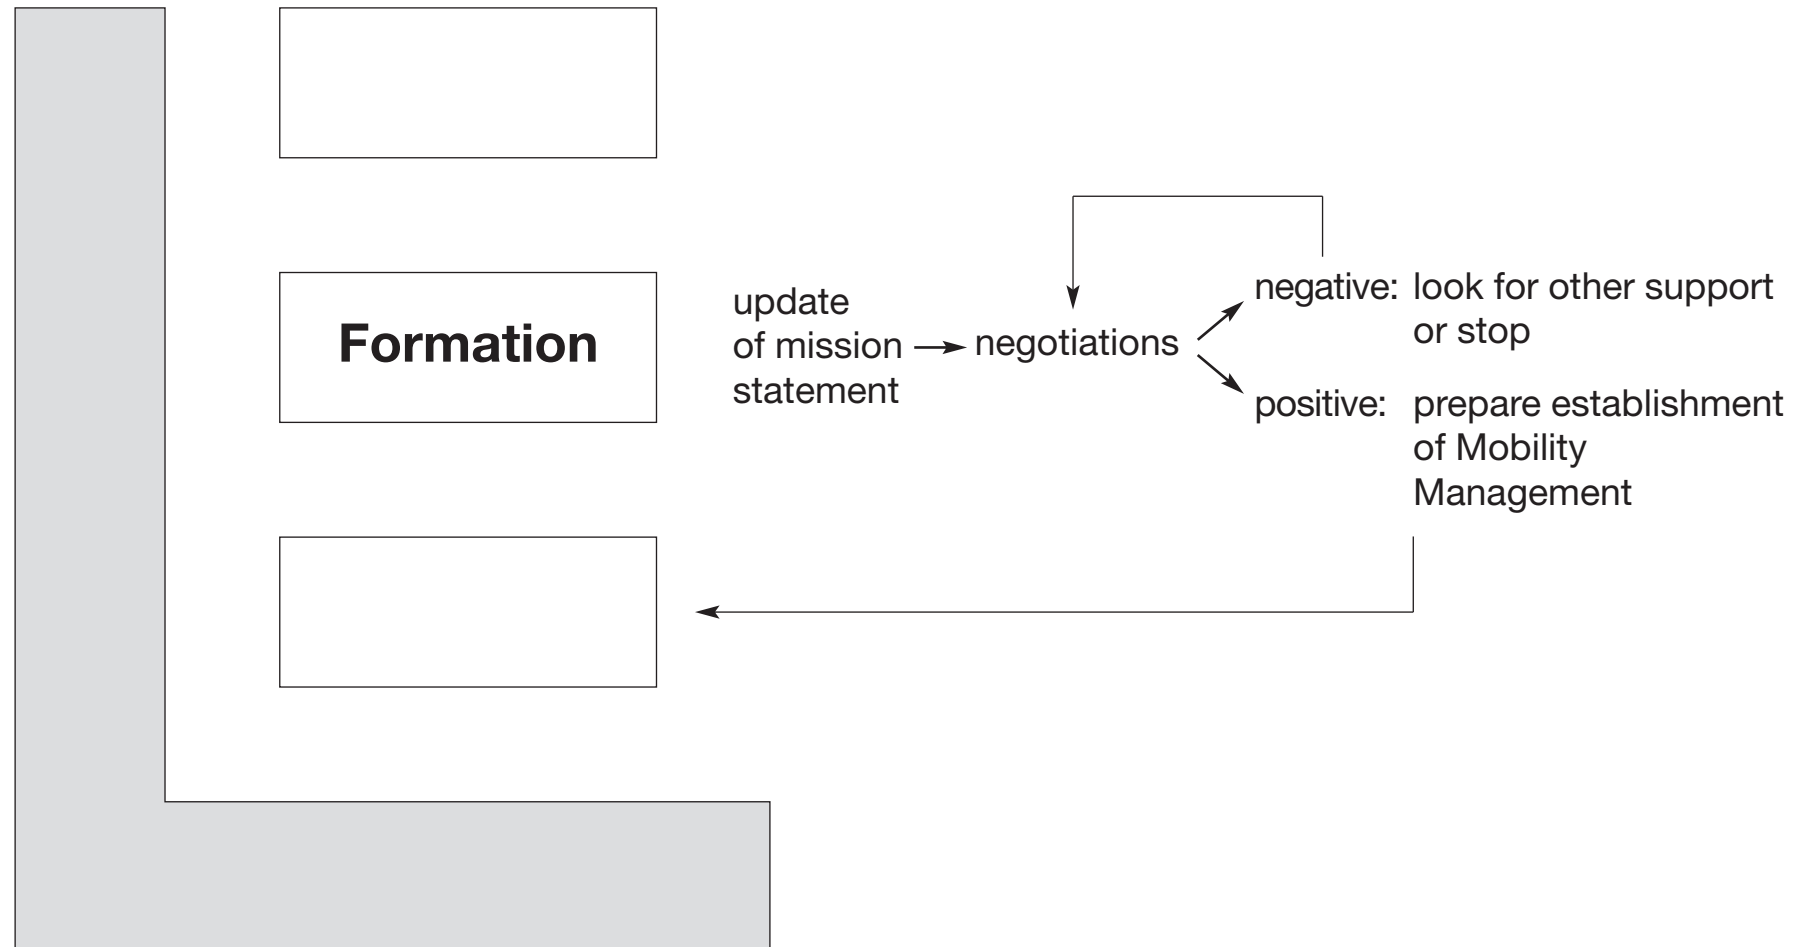 Formation
update
of mission
statement
negotiations
negative: look for other support
or stop
positive: prepare establishment
of Mobility
Management